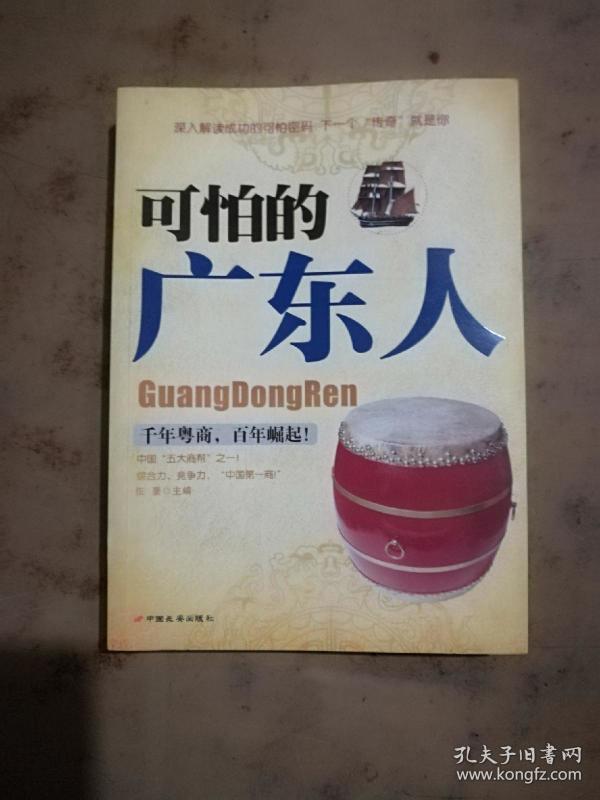 深入解读成功的可怕密码 下一个“传奇”就是你
可怕的
广东人
GuangDongRen
千年粤商，百年崛起！
中国“五大商帮”之一！
综合力、竞争力、“中国第一商！”
张 豪◎主编
中国长安出版社
孔夫子旧书网
www.kongfz.com